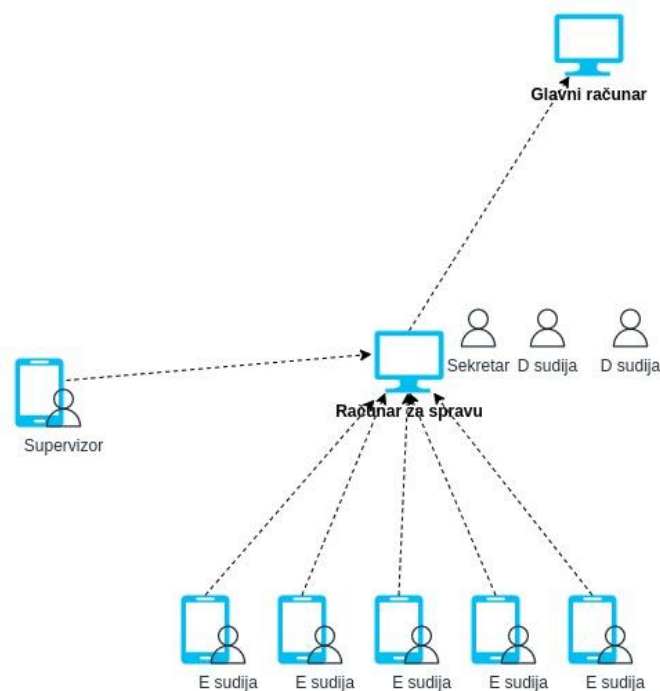 Glavni računar
Sekretar
D sudija
D sudija
Računar za spravu
Supervizor
E sudija
E sudija
E sudija
E sudija
E sudija